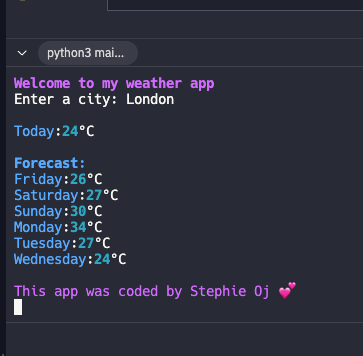 python3 mai...
Welcome to my weather app
Enter a city: London
Today:24°C
Forecast:
Friday:26°C
Saturday:27°C
Sunday:30°C
Monday:34°C
Tuesday:27°C
Wednesday:24°C
This app was coded by Stephie Oj 💕